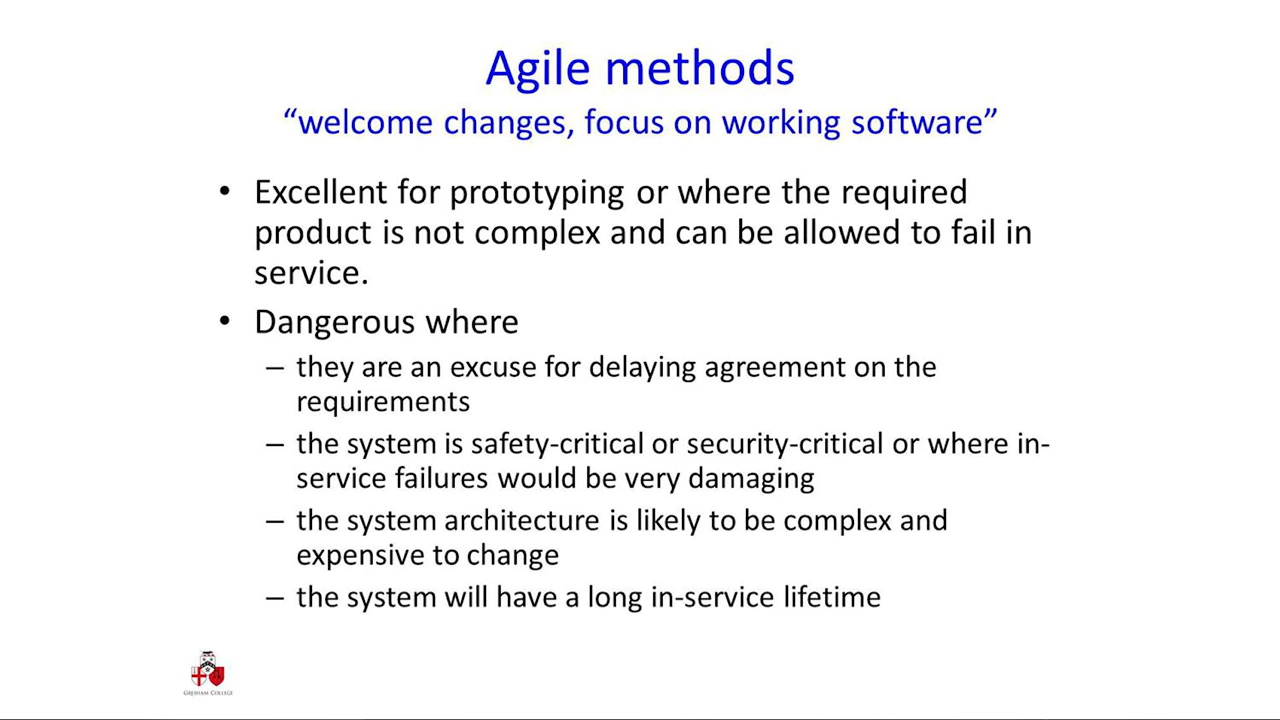 Agile methods
“welcome changes, focus on working software”
• Excellent for prototyping or where the required
product is not complex and can be allowed to fail in
service.
• Dangerous where
– they are an excuse for delaying agreement on the
requirements
– the system is safety-critical or security-critical or where in-
service failures would be very damaging
– the system architecture is likely to be complex and
expensive to change
– the system will have a long in-service lifetime
GRESHAM COLLEGE